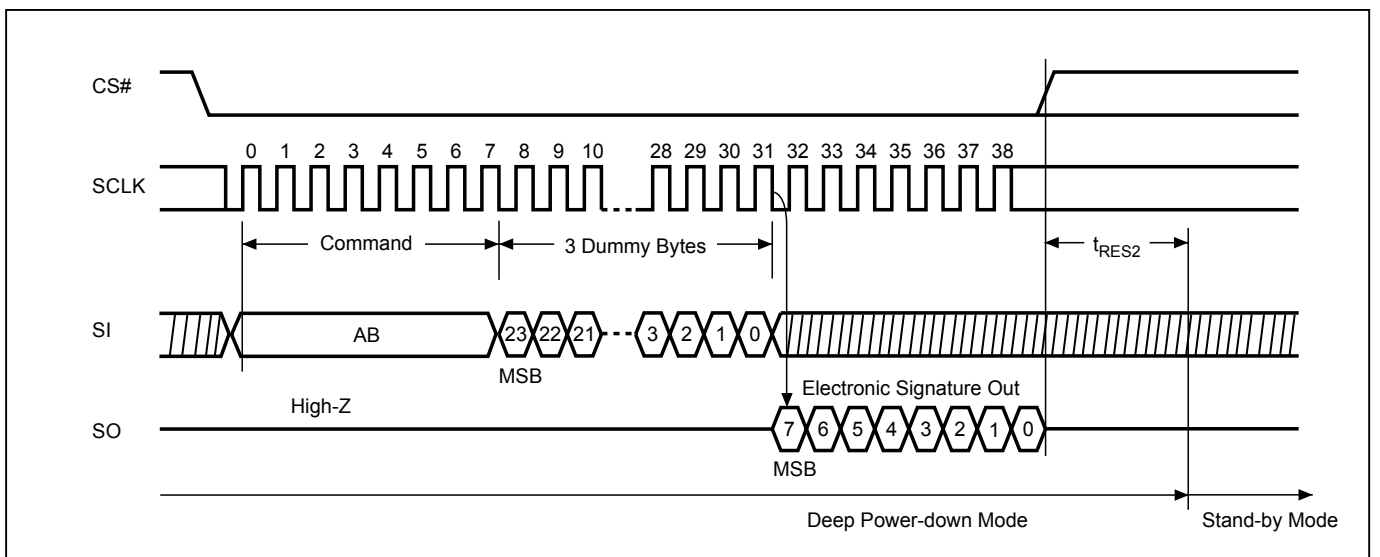 CS#
0 1 2 3 4 5 6 7 8 9 10 28 29 30 31 32 33 34 35 36 37 38
SCLK
Command 3 Dummy Bytes tRES2
SI AB 23 22 21 3 2 1 0
MSB
High-Z Electronic Signature Out
SO 7 6 5 4 3 2 1 0
MSB
Deep Power-down Mode Stand-by Mode